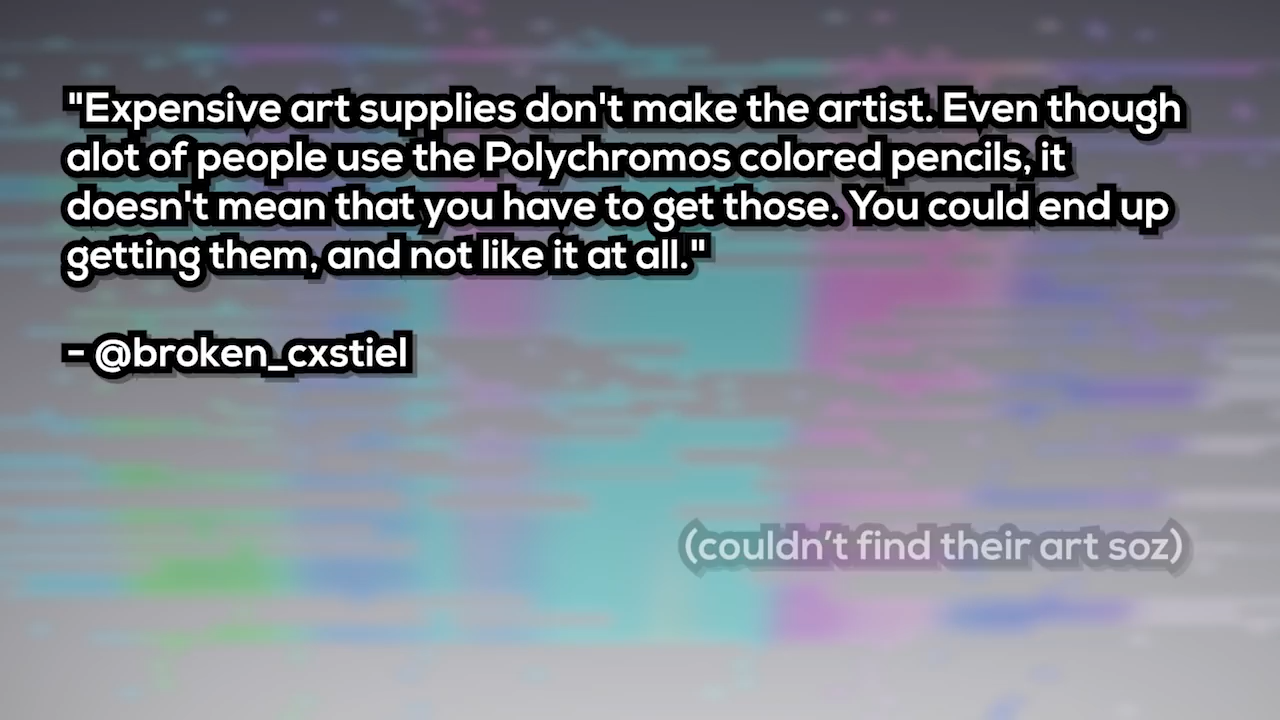 "Expensive art supplies don't make the artist. Even though
alot of people use the Polychromos colored pencils, it
doesn't mean that you have to get those. You could end up
getting them, and not like it at all."
- @broken_cxstiel
(couldn't find their art soz)